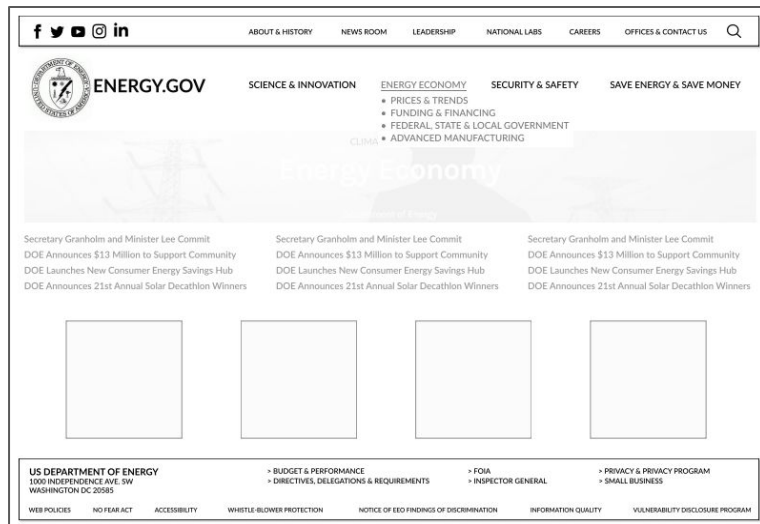 f in
ABOUT & HISTORY NEWS ROOM LEADERSHIP NATIONAL LABS CAREERS OFFICES & CONTACT US
ENERGY.GOV
SCIENCE & INNOVATION ENERGY ECONOMY SECURITY & SAFETY SAVE ENERGY & SAVE MONEY
• PRICES & TRENDS
• FUNDING & FINANCING
• FEDERAL, STATE & LOCAL GOVERNMENT
• ADVANCED MANUFACTURING
CLIMA
Energy Economy
of Energy
Secretary Granholm and Minister Lee Commit Secretary Granholm and Minister Lee Commit Secretary Granholm and Minister Lee Commit
DOE Announces $13 Million to Support Community DOE Announces $13 Million to Support Community DOE Announces $13 Million to Support Community
DOE Launches New Consumer Energy Savings Hub DOE Launches New Consumer Energy Savings Hub DOE Launches New Consumer Energy Savings Hub
DOE Announces 21st Annual Solar Decathlon Winners DOE Announces 21st Annual Solar Decathlon Winners DOE Announces 21st Annual Solar Decathlon Winners
US DEPARTMENT OF ENERGY > BUDGET & PERFORMANCE > FOIA > PRIVACY & PRIVACY PROGRAM
1000 INDEPENDENCE AVE. SW > DIRECTIVES, DELEGATIONS & REQUIREMENTS > INSPECTOR GENERAL > SMALL BUSINESS
WASHINGTON DC 20585
WEB POLICIES NO FEAR ACT ACCESSIBILITY WHISTLE-BLOWER PROTECTION NOTICE OF EEO FINDINGS OF DISCRIMINATION INFORMATION QUALITY VULNERABILITY DISCLOSURE PROGRAM